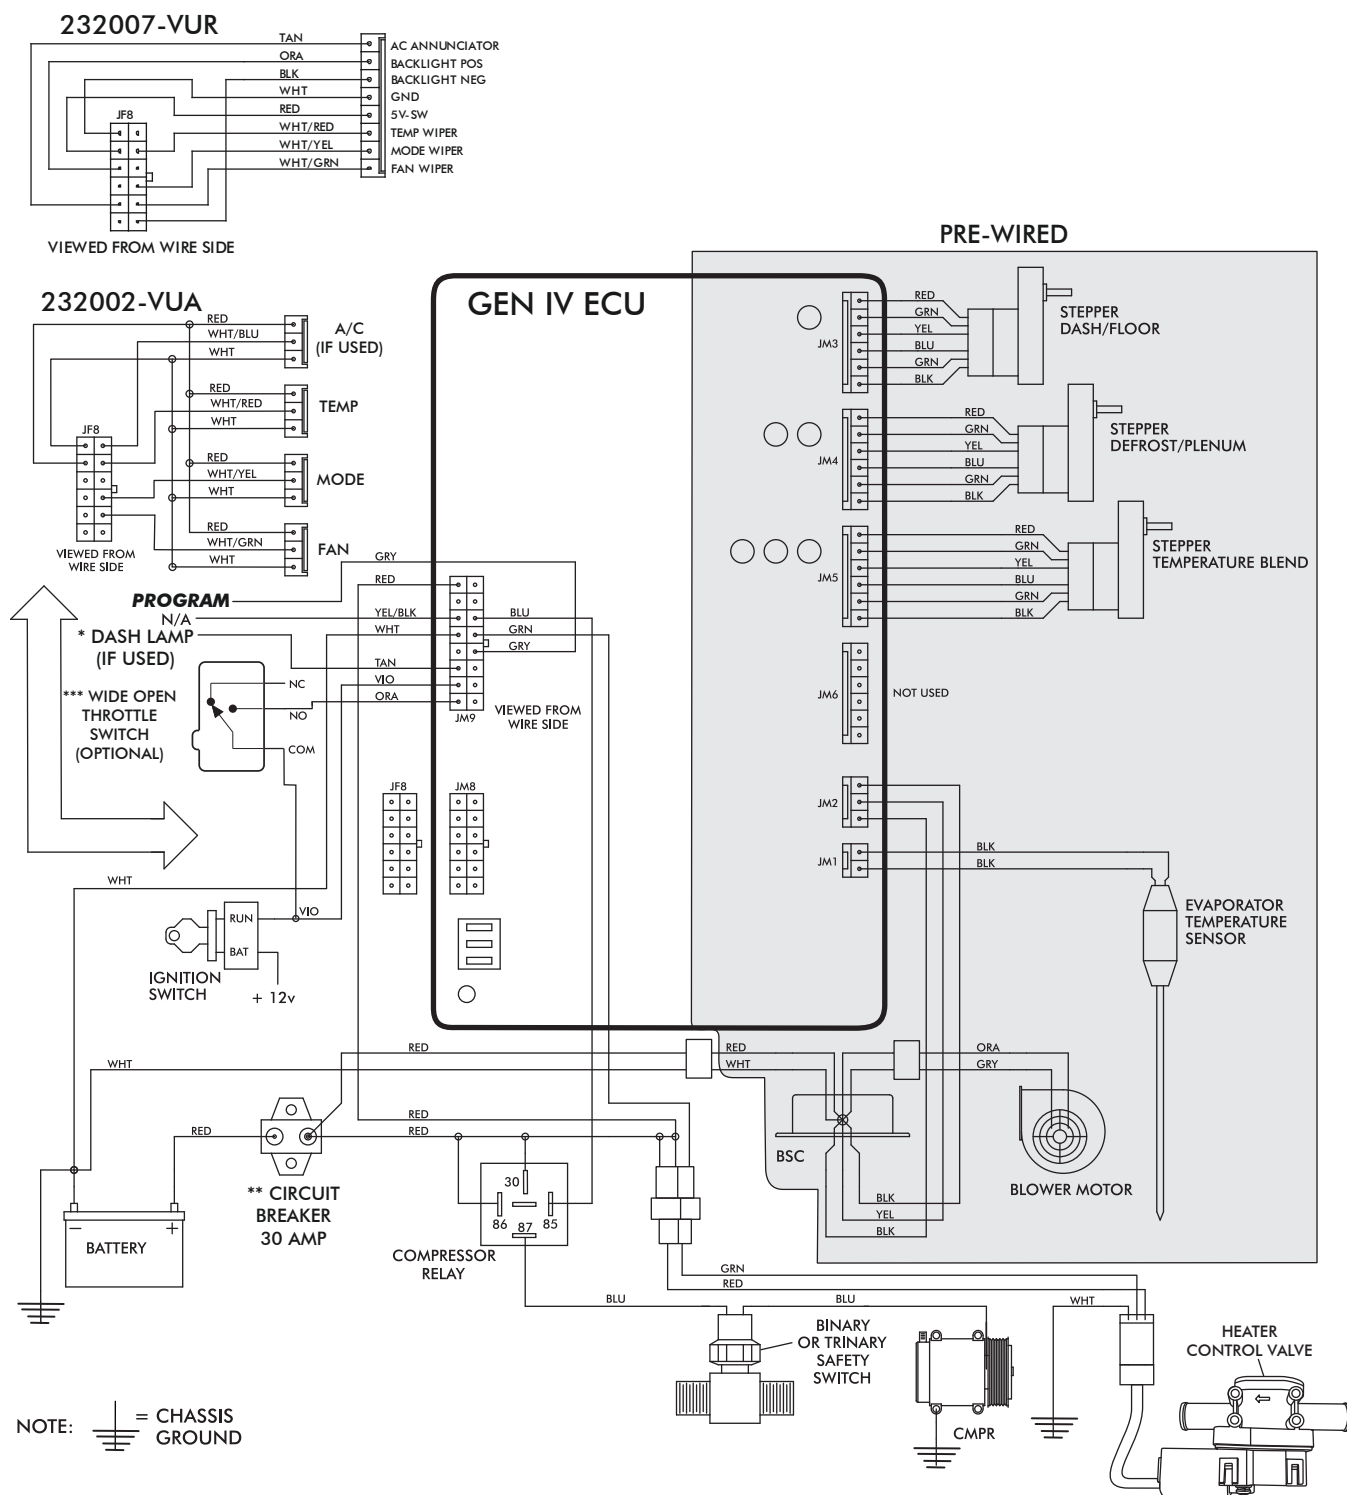 232007-VUR
TAN
AC ANNUNCIATOR
ORA
BACKLIGHT POS
BLK
BACKLIGHT NEG
WHT
GND
RED
5V-SW
WHT/RED
TEMP WIPER
WHT/YEL
MODE WIPER
WHT/GRN
FAN WIPER
JF8
VIEWED FROM WIRE SIDE
232002-VUA
RED
WHT/BLU
WHT
A/C
(IF USED)
RED
WHT/RED
WHT
TEMP
RED
WHT/YEL
WHT
MODE
RED
WHT/GRN
WHT
FAN
JF8
VIEWED FROM
WIRE SIDE
PRE-WIRED
GEN IV ECU
JM3
RED
GRN
YEL
BLU
GRN
BLK
STEPPER
DASH/FLOOR
JM4
RED
GRN
YEL
BLU
GRN
BLK
STEPPER
DEFROST/PLENUM
JM5
RED
GRN
YEL
BLU
GRN
BLK
STEPPER
TEMPERATURE BLEND
JM6
NOT USED
JM2
JM1
BLK
BLK
EVAPORATOR
TEMPERATURE
SENSOR
GRY
RED
PROGRAM
N/A
YEL/BLK
BLU
* DASH LAMP
(IF USED)
WHT
GRN
GRY
TAN
VIO
ORA
JM9
VIEWED FROM
WIRE SIDE
*** WIDE OPEN
THROTTLE
SWITCH
(OPTIONAL)
NC
NO
COM
JF8
JM8
WHT
RUN
VIO
BAT
IGNITION
SWITCH
+ 12v
RED
RED
ORA
WHT
WHT
GRY
BSC
BLOWER MOTOR
BLK
YEL
BLK
RED
RED
RED
** CIRCUIT
BREAKER
30 AMP
30
86
87
85
COMPRESSOR
RELAY
−
+
BATTERY
GRN
RED
BLU
BLU
WHT
BINARY
OR TRINARY
SAFETY
SWITCH
CMPR
HEATER
CONTROL VALVE
NOTE:
= CHASSIS
GROUND